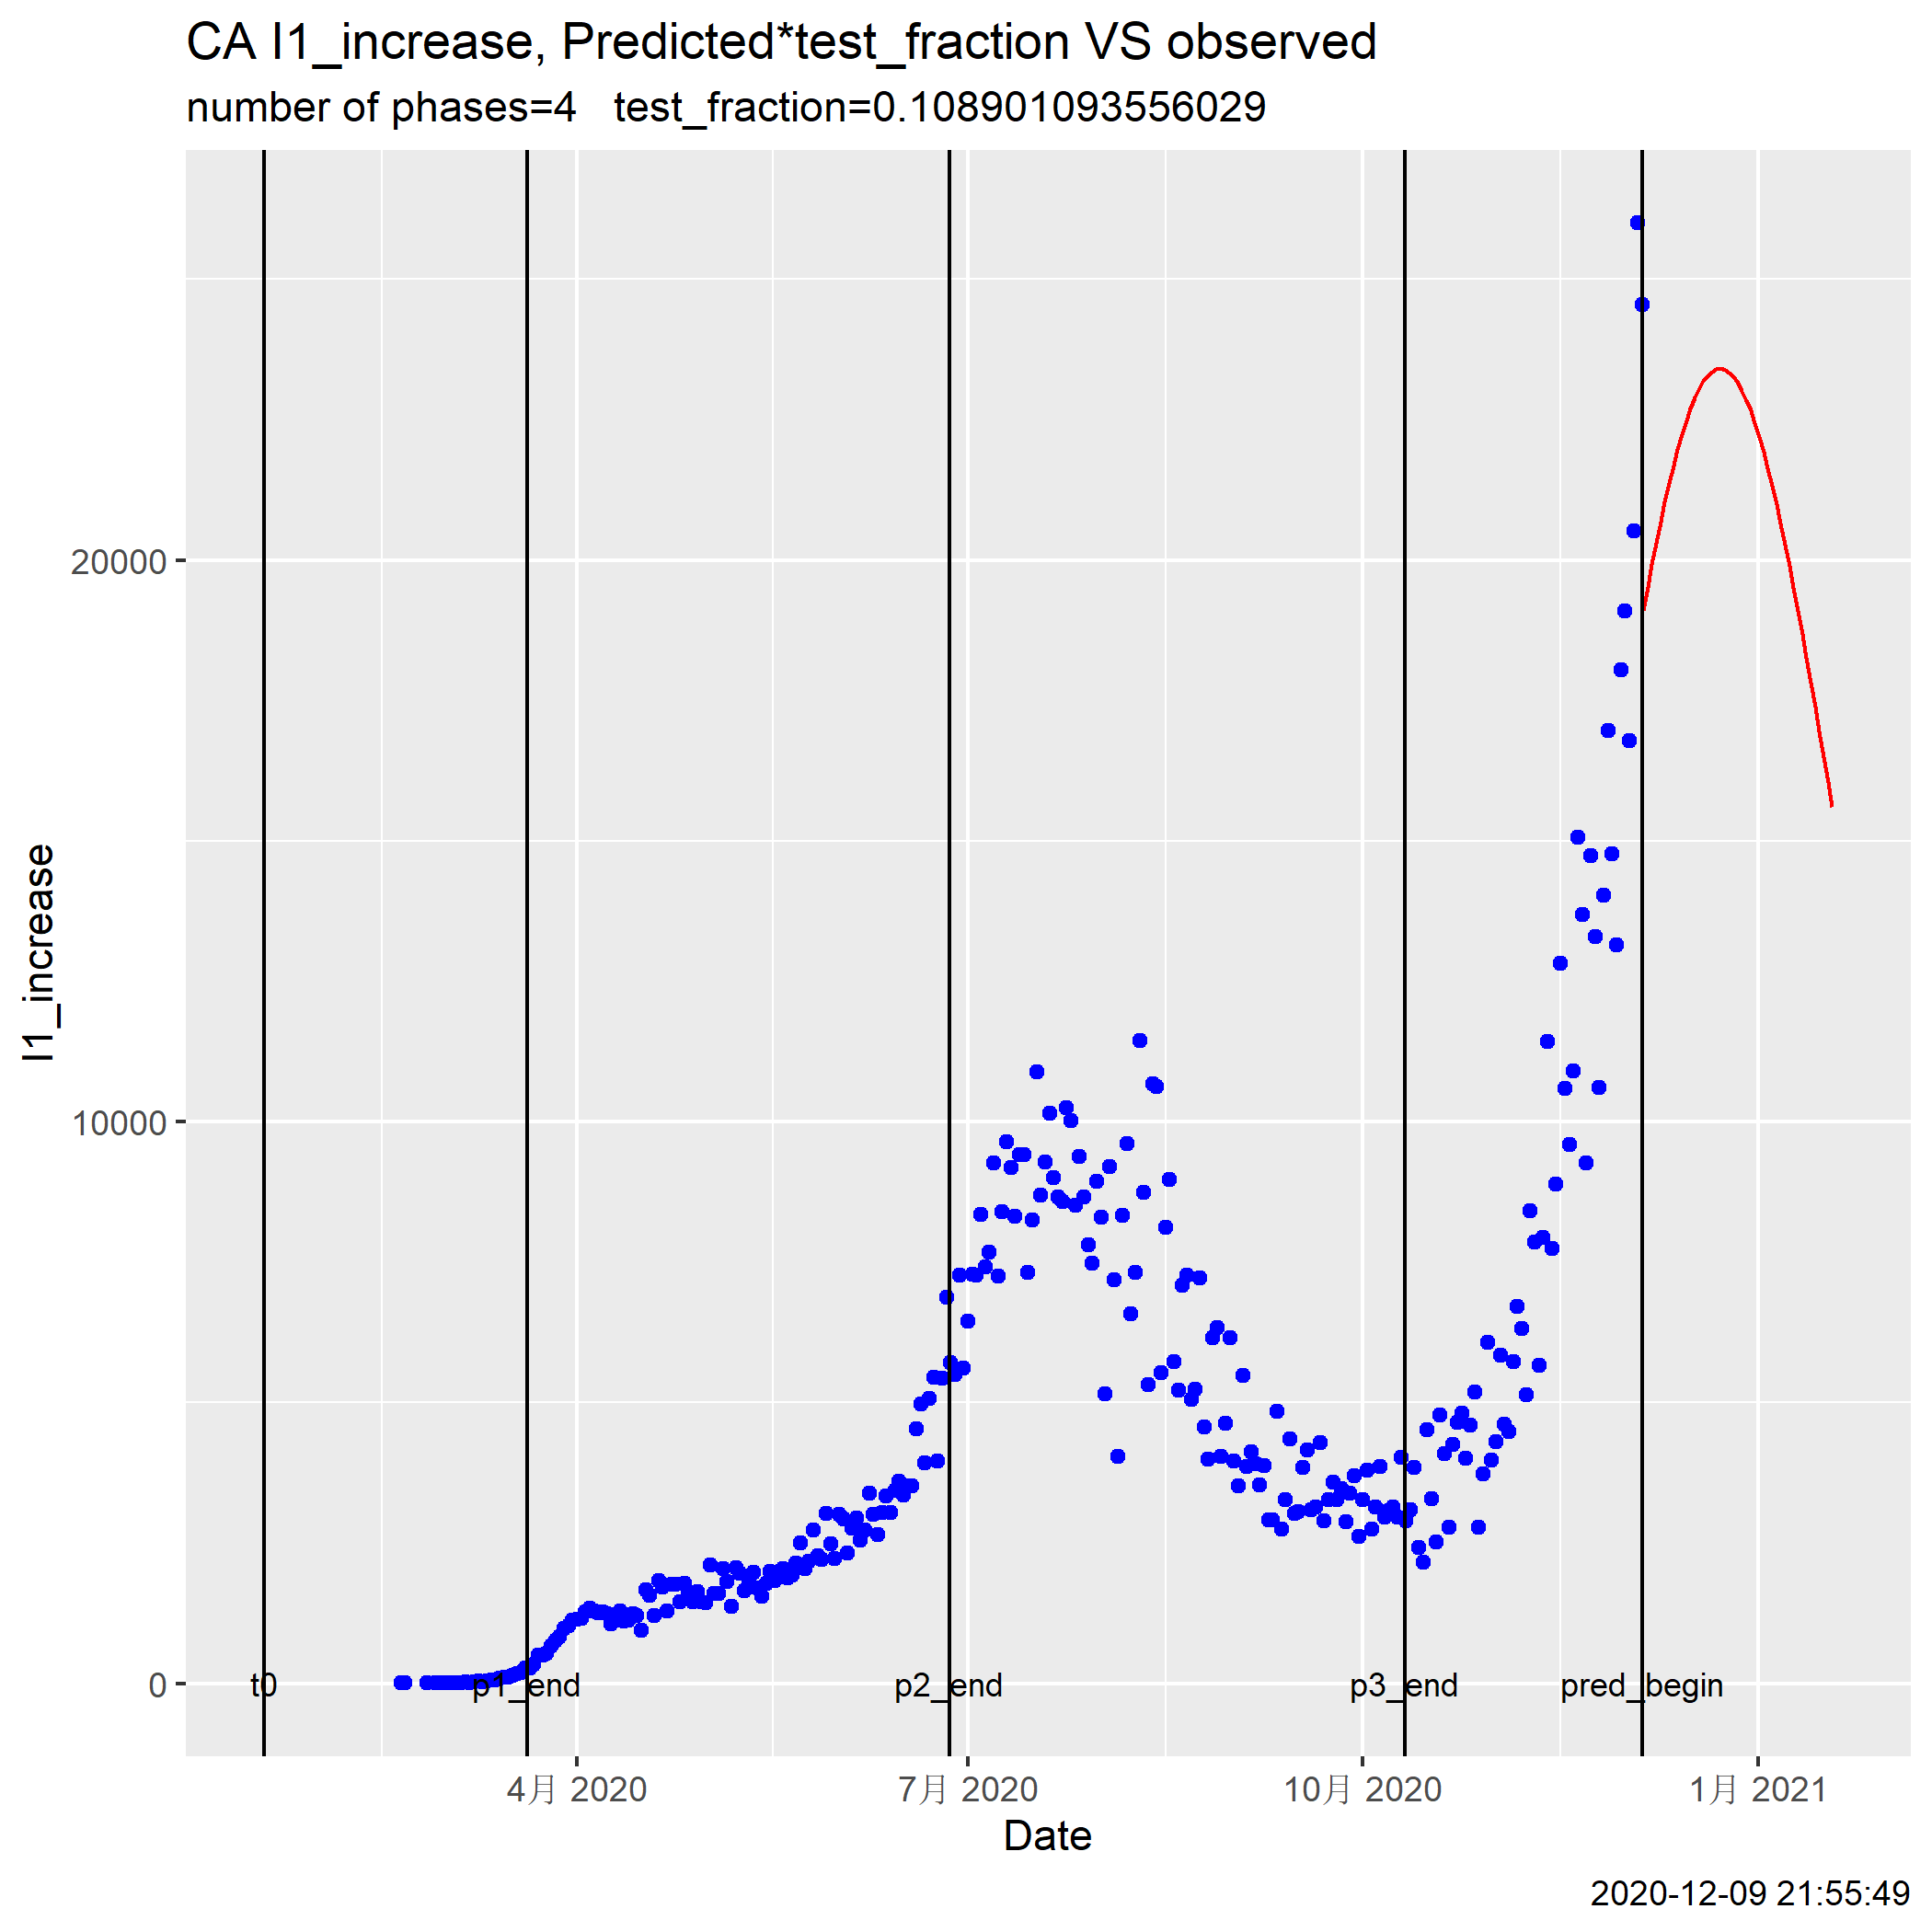 CA I1_increase, Predicted*test_fraction VS observed
number of phases=4   test_fraction=0.108901093556029
I1_increase
20000
10000
0
t0
p1_end
p2_end
p3_end
pred_begin
4月 2020
7月 2020
10月 2020
1月 2021
Date
2020-12-09 21:55:49